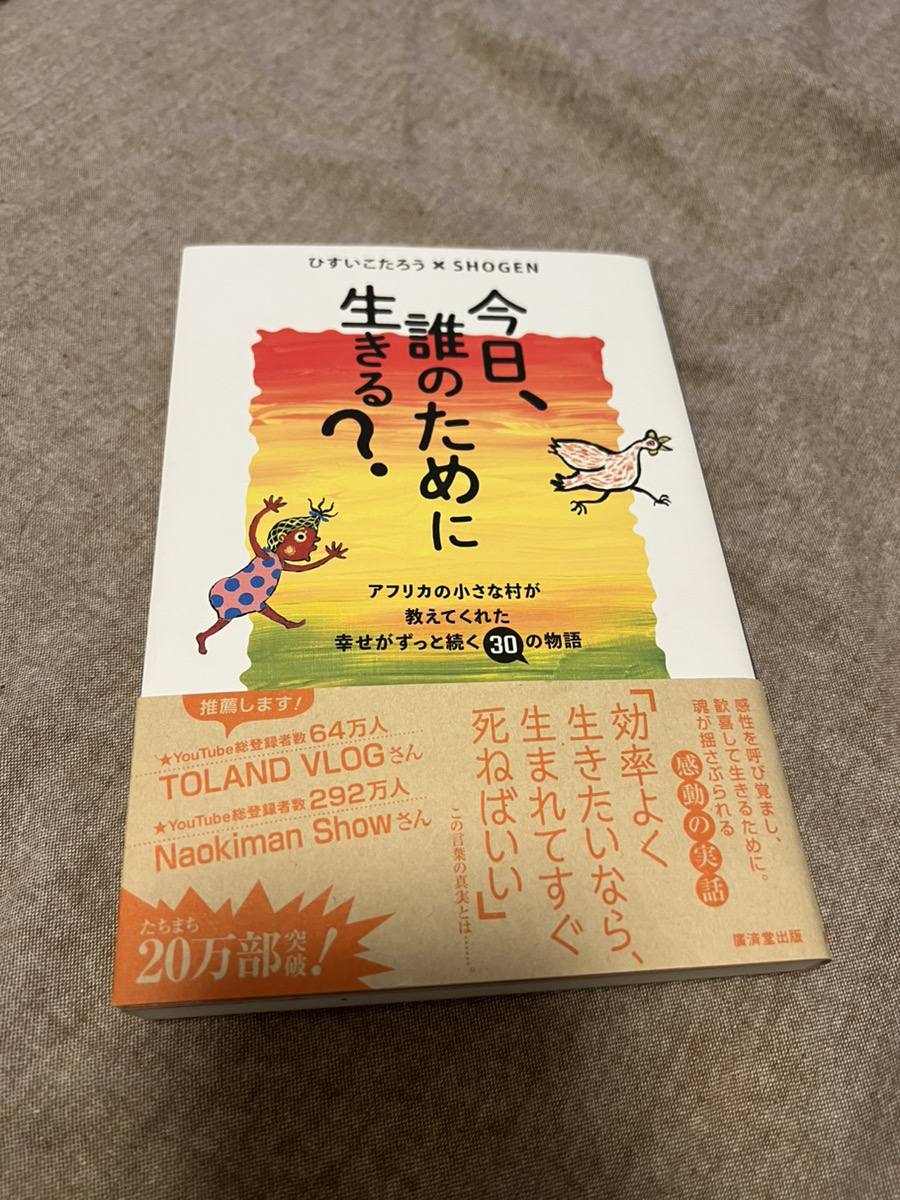 ひすいこたろう × SHOGEN
今日、
誰のために
生きる?
アフリカの小さな村が
教えてくれた
幸せがずっと続く30の物語
感性を呼び覚まし、
歓喜して生きるために。
魂が揺さぶられる
感動の実話
「効率よく
生きたいなら、
生まれてすぐ
死ねばいい」
この言葉の真実とは……。
推薦します!
★YouTube総登録者数64万人
TOLAND VLOGさん
★YouTube総登録者数292万人
Naokiman Showさん
たちまち
20万部突破!
廣済堂出版